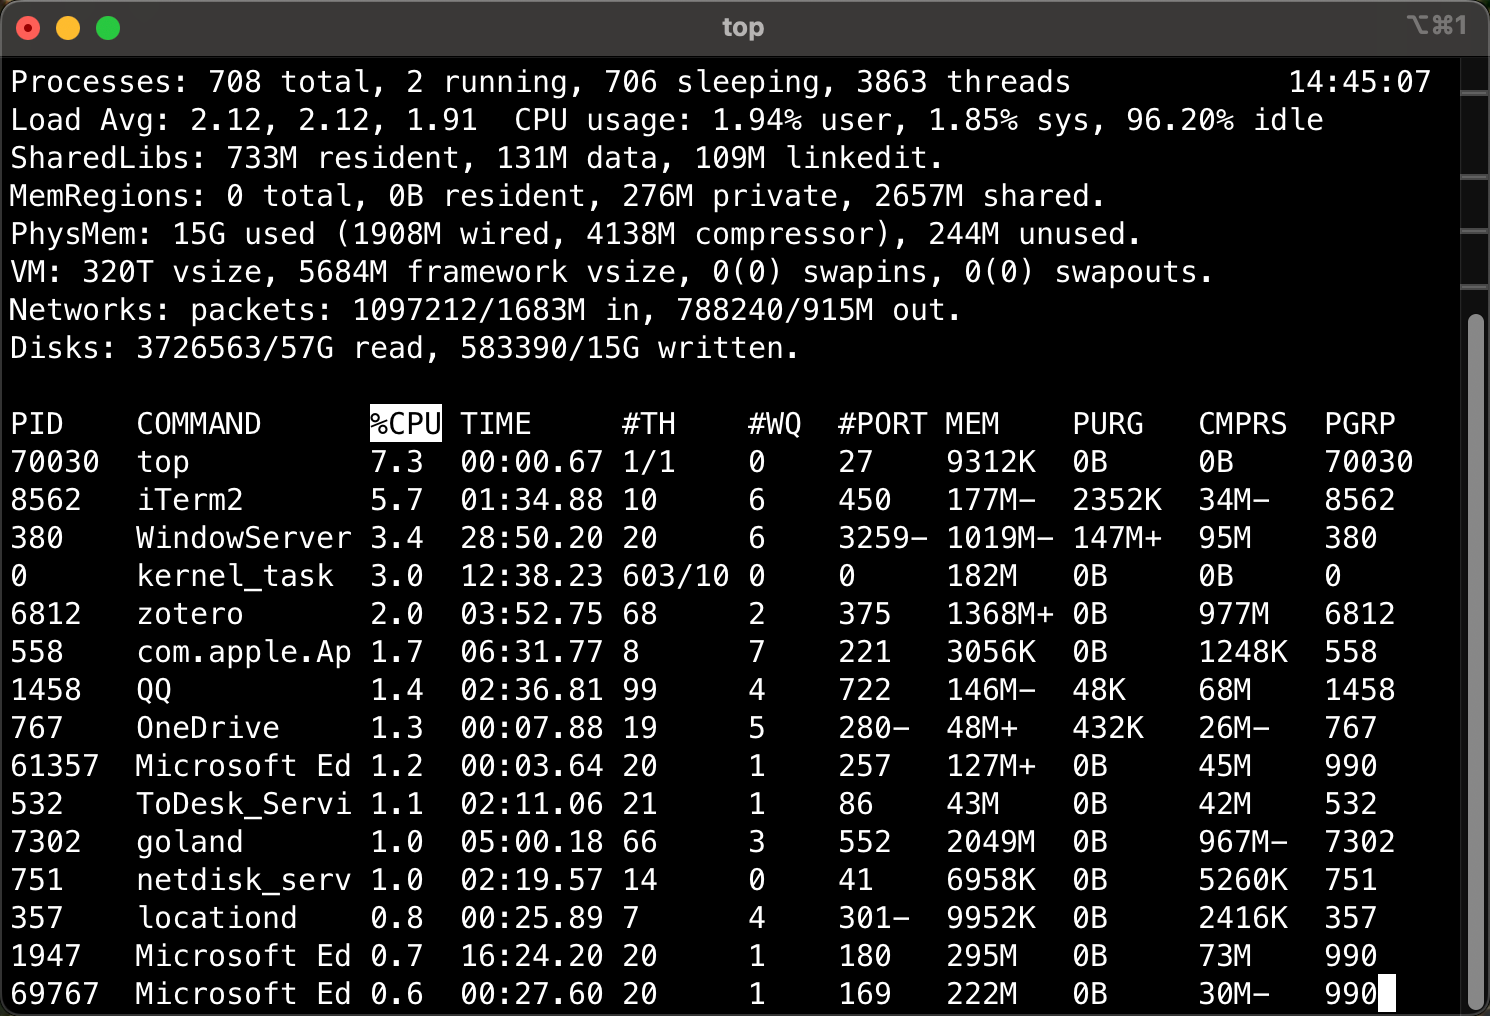 top
⌥⌘1
Processes: 708 total, 2 running, 706 sleeping, 3863 threads 14:45:07
Load Avg: 2.12, 2.12, 1.91 CPU usage: 1.94% user, 1.85% sys, 96.20% idle
SharedLibs: 733M resident, 131M data, 109M linkedit.
MemRegions: 0 total, 0B resident, 276M private, 2657M shared.
PhysMem: 15G used (1908M wired, 4138M compressor), 244M unused.
VM: 320T vsize, 5684M framework vsize, 0(0) swapins, 0(0) swapouts.
Networks: packets: 1097212/1683M in, 788240/915M out.
Disks: 3726563/57G read, 583390/15G written.
PID COMMAND %CPU TIME #TH #WQ #PORT MEM PURG CMPRS PGRP
70030 top 7.3 00:00.67 1/1 0 27 9312K 0B 0B 70030
8562 iTerm2 5.7 01:34.88 10 6 450 177M- 2352K 34M- 8562
380 WindowServer 3.4 28:50.20 20 6 3259- 1019M- 147M+ 95M 380
0 kernel_task 3.0 12:38.23 603/10 0 0 182M 0B 0B 0
6812 zotero 2.0 03:52.75 68 2 375 1368M+ 0B 977M 6812
558 com.apple.Ap 1.7 06:31.77 8 7 221 3056K 0B 1248K 558
1458 QQ 1.4 02:36.81 99 4 722 146M- 48K 68M 1458
767 OneDrive 1.3 00:07.88 19 5 280- 48M+ 432K 26M- 767
61357 Microsoft Ed 1.2 00:03.64 20 1 257 127M+ 0B 45M 990
532 ToDesk_Servi 1.1 02:11.06 21 1 86 43M 0B 42M 532
7302 goland 1.0 05:00.18 66 3 552 2049M 0B 967M- 7302
751 netdisk_serv 1.0 02:19.57 14 0 41 6958K 0B 5260K 751
357 locationd 0.8 00:25.89 7 4 301- 9952K 0B 2416K 357
1947 Microsoft Ed 0.7 16:24.20 20 1 180 295M 0B 73M 990
69767 Microsoft Ed 0.6 00:27.60 20 1 169 222M 0B 30M- 990